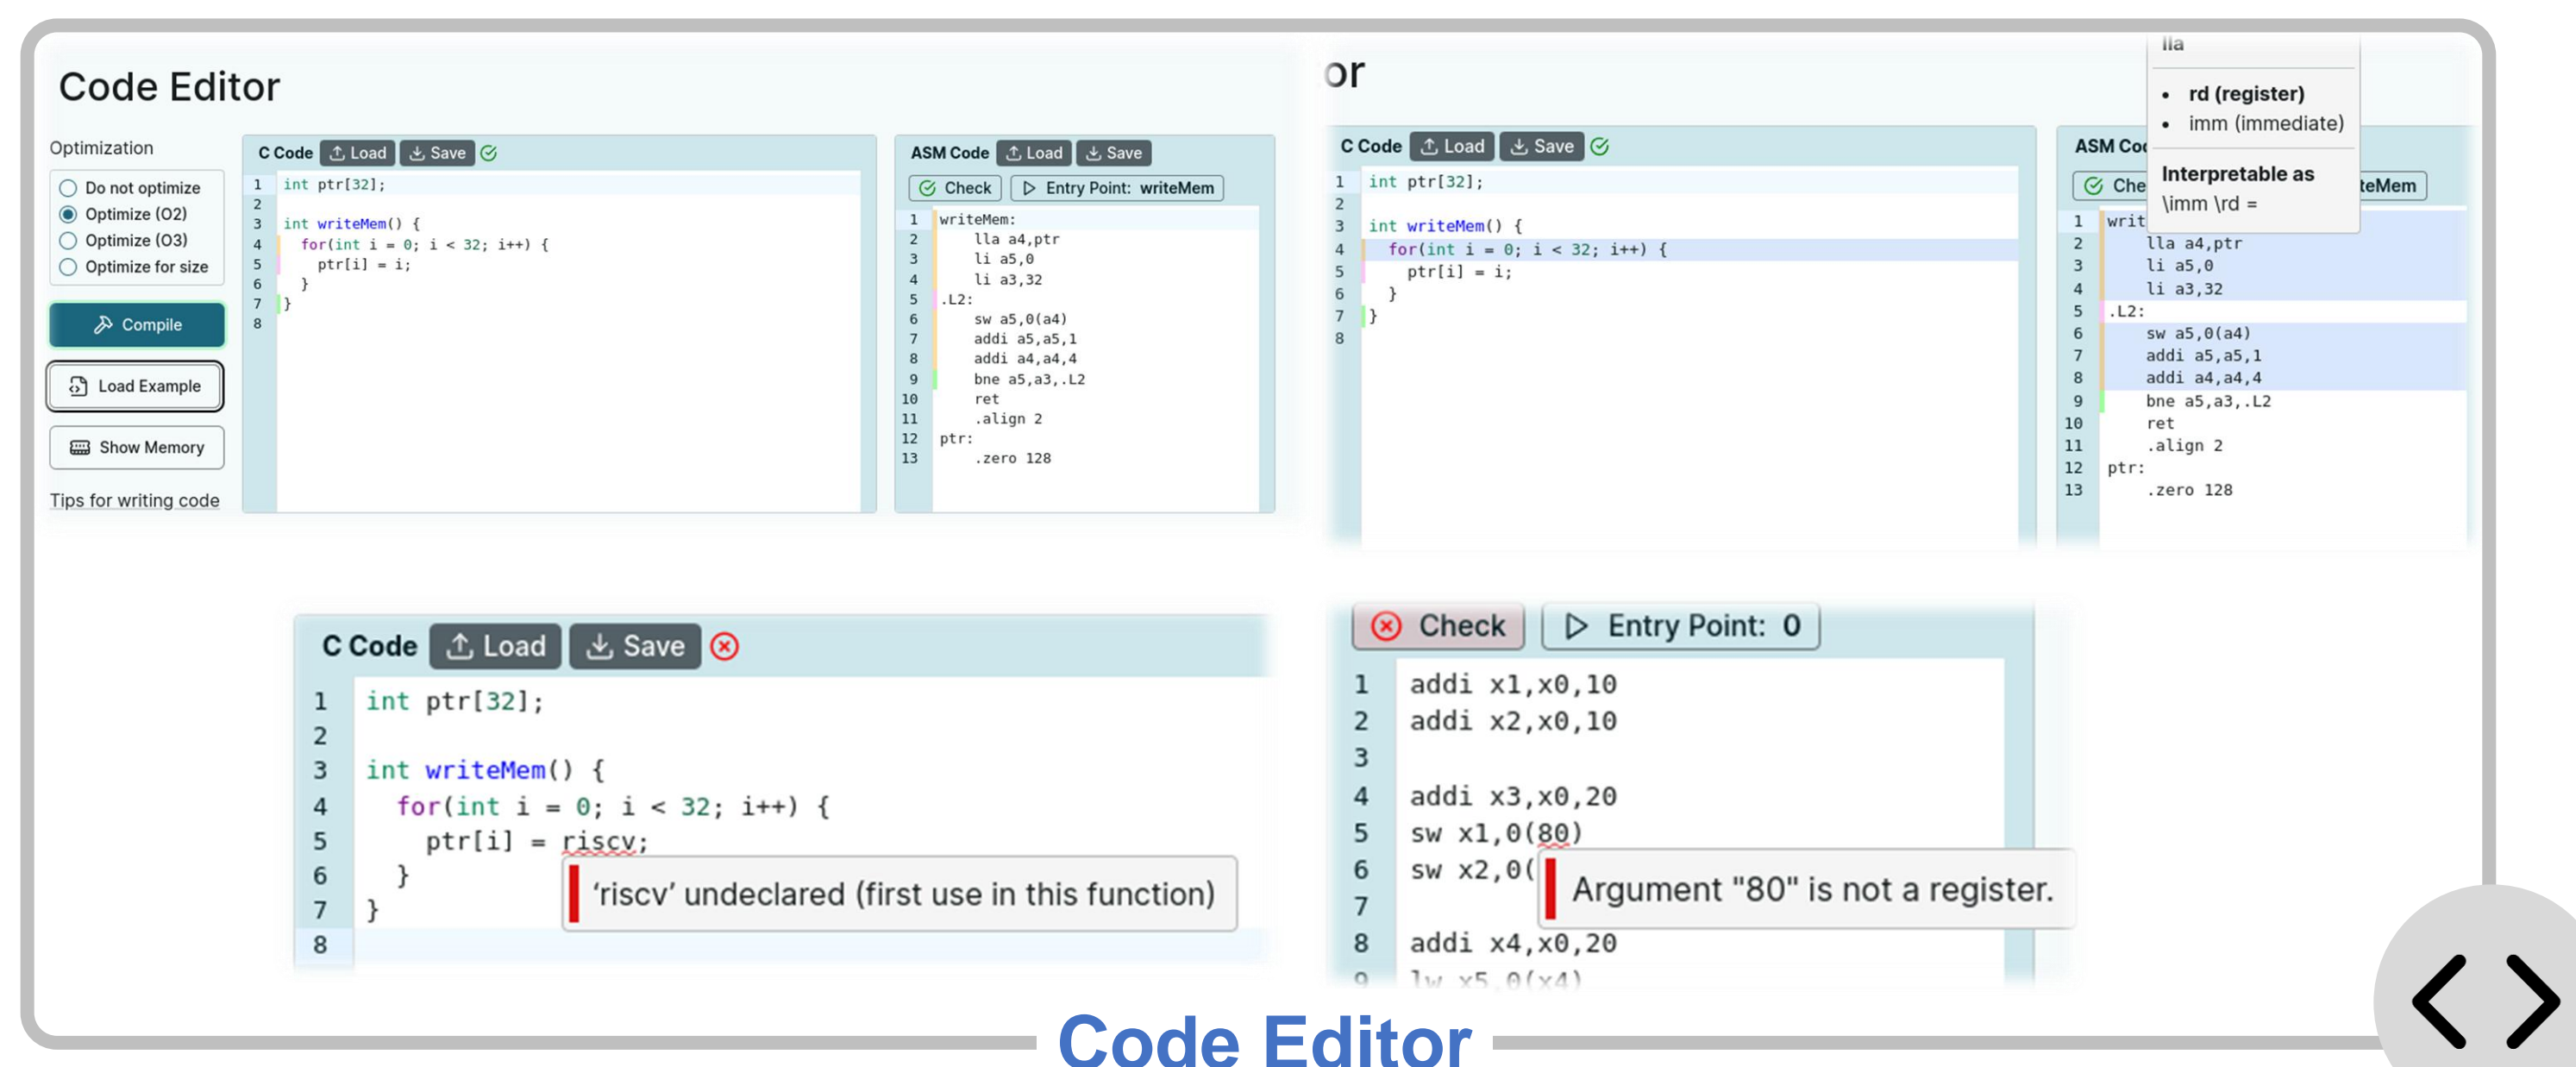 Code Editor
Optimization
Do not optimize
Optimize (O2)
Optimize (O3)
Optimize for size
Compile
Load Example
Show Memory
Tips for writing code
C Code Load Save
1 int ptr[32];
2
3 int writeMem() {
4 for(int i = 0; i < 32; i++) {
5 ptr[i] = i;
6 }
7 }
8
ASM Code Load Save
Check Entry Point: writeMem
1 writeMem:
2 lla a4,ptr
3 li a5,0
4 li a3,32
5 .L2:
6 sw a5,0(a4)
7 addi a5,a5,1
8 addi a4,a4,4
9 bne a5,a3,.L2
10 ret
11 .align 2
12 ptr:
13 .zero 128
or
C Code Load Save
1 int ptr[32];
2
3 int writeMem() {
4 for(int i = 0; i < 32; i++) {
5 ptr[i] = i;
6 }
7 }
8
lla
• rd (register)
• imm (immediate)
Interpretable as
\imm \rd =
ASM Co
Che teMem
1 writ
2 lla a4,ptr
3 li a5,0
4 li a3,32
5 .L2:
6 sw a5,0(a4)
7 addi a5,a5,1
8 addi a4,a4,4
9 bne a5,a3,.L2
10 ret
11 .align 2
12 ptr:
13 .zero 128
C Code Load Save
1 int ptr[32];
2
3 int writeMem() {
4 for(int i = 0; i < 32; i++) {
5 ptr[i] = riscv;
6 }
7 }
8
‘riscv’ undeclared (first use in this function)
Check Entry Point: 0
1 addi x1,x0,10
2 addi x2,x0,10
3
4 addi x3,x0,20
5 sw x1,0(80)
6 sw x2,0(
7
8 addi x4,x0,20
9 lw x5,0(x4)
Argument "80" is not a register.
Code Editor